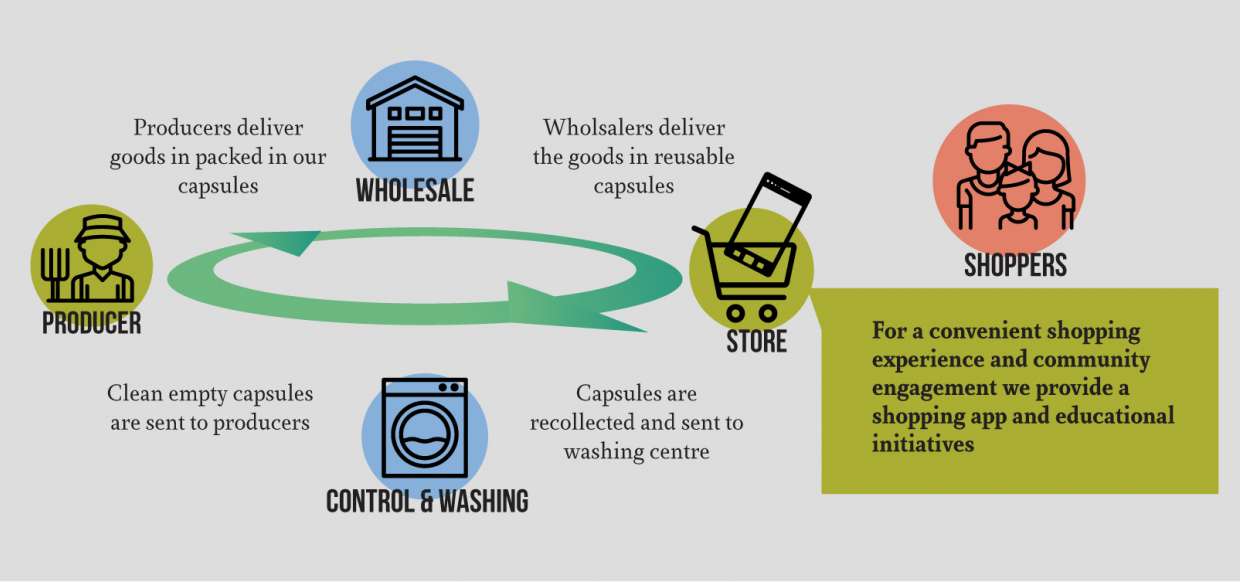 Producers deliver
goods in packed in our
capsules
WHOLESALE
Wholsalers deliver
the goods in reusable
capsules
PRODUCER
STORE
SHOPPERS
For a convenient shopping
experience and community
engagement we provide a
shopping app and educational
initiatives
Clean empty capsules
are sent to producers
CONTROL & WASHING
Capsules are
recollected and sent to
washing centre